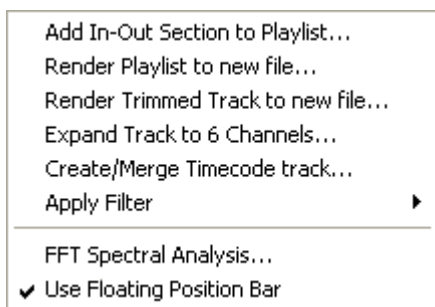 Add In-Out Section to Playlist...
Render Playlist to new file...
Render Trimmed Track to new file...
Expand Track to 6 Channels...
Create/Merge Timecode track...
Apply Filter
FFT Spectral Analysis...
Use Floating Position Bar